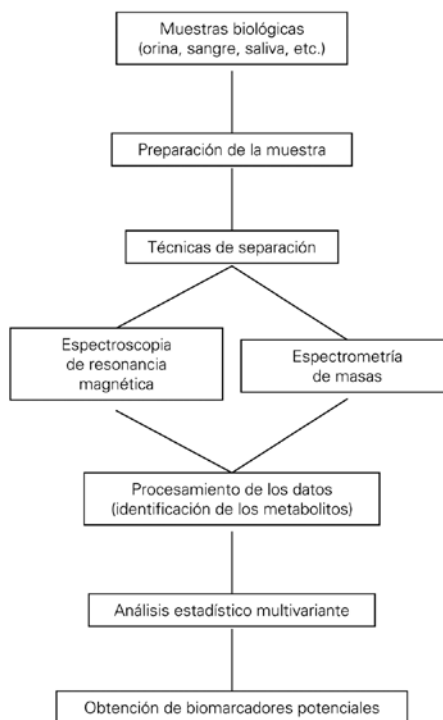 Muestras biológicas
(orina, sangre, saliva, etc.)
Preparación de la muestra
Técnicas de separación
Espectroscopia
de resonancia
magnética
Espectrometría
de masas
Procesamiento de los datos
(identificación de los metabolitos)
Análisis estadístico multivariante
Obtención de biomarcadores potenciales